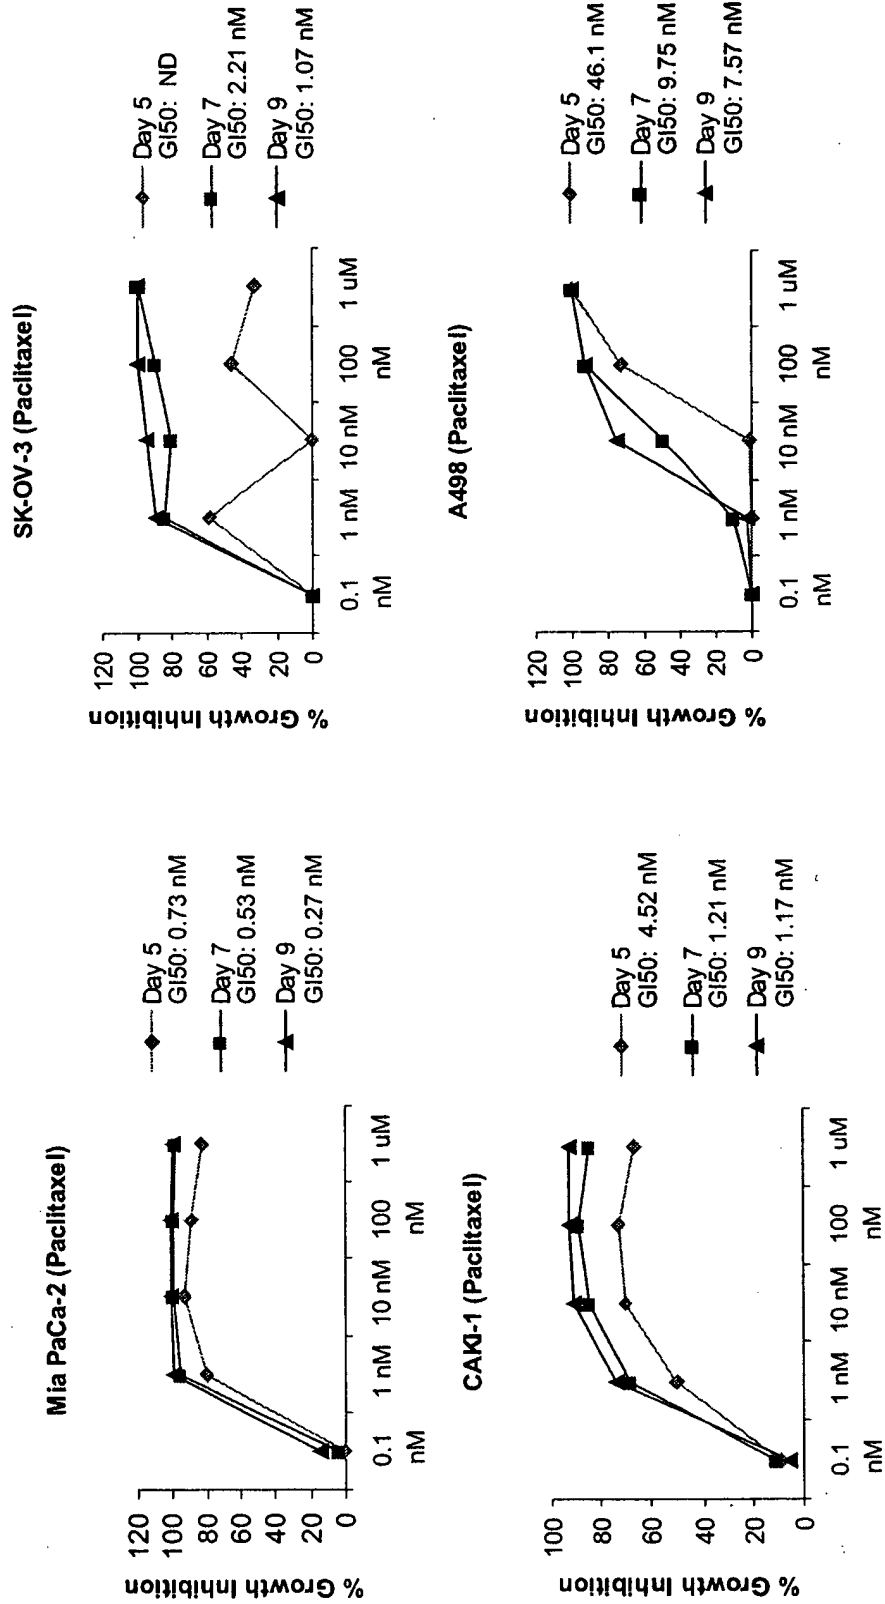 Mia PaCa-2 (Paclitaxel)
% Growth Inhibition
120
100
80
60
40
20
0
0.1
nM
1 nM
10 nM
100
nM
1 uM
Day 5
GI50: 0.73 nM
Day 7
GI50: 0.53 nM
Day 9
GI50: 0.27 nM
SK-OV-3 (Paclitaxel)
% Growth Inhibition
120
100
80
60
40
20
0
0.1
nM
1 nM
10 nM
100
nM
1 uM
Day 5
GI50: ND
Day 7
GI50: 2.21 nM
Day 9
GI50: 1.07 nM
CAKI-1 (Paclitaxel)
% Growth Inhibition
100
80
60
40
20
0
0.1
nM
1 nM
10 nM
100
nM
1 uM
Day 5
GI50: 4.52 nM
Day 7
GI50: 1.21 nM
Day 9
GI50: 1.17 nM
A498 (Paclitaxel)
% Growth Inhibition
120
100
80
60
40
20
0
0.1
nM
1 nM
10 nM
100
nM
1 uM
Day 5
GI50: 46.1 nM
Day 7
GI50: 9.75 nM
Day 9
GI50: 7.57 nM